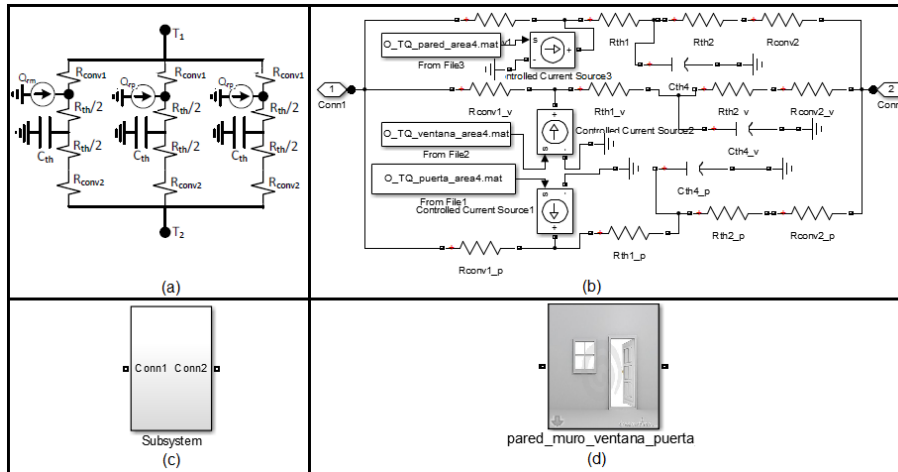 T1
Rconv1
Rconv1
Rconv1
Qrm
Rth/2
Rth/2
Rth/2
Cth
Cth
Cth
Rth/2
Rth/2
Rth/2
Rconv2
Rconv2
Rconv2
T2
(a)
O_TQ_pared_area4.mat
From File3
s
-
+
Controlled Current Source3
Rth1
Rth2
Rconv2
Cth4
1
Conn1
2
Rconv1_v
Rth1_v
Rth2_v
Rconv2_v
Controlled Current Source2
+
s
-
O_TQ_ventana_area4.mat
From File2
Cth4_v
O_TQ_puerta_area4.mat
From File1
Controlled Current Source1
s
-
+
Cth4_p
Rconv1_p
Rth1_p
Rth2_p
Rconv2_p
(b)
Conn1 Conn2
Subsystem
(c)
pared_muro_ventana_puerta
(d)